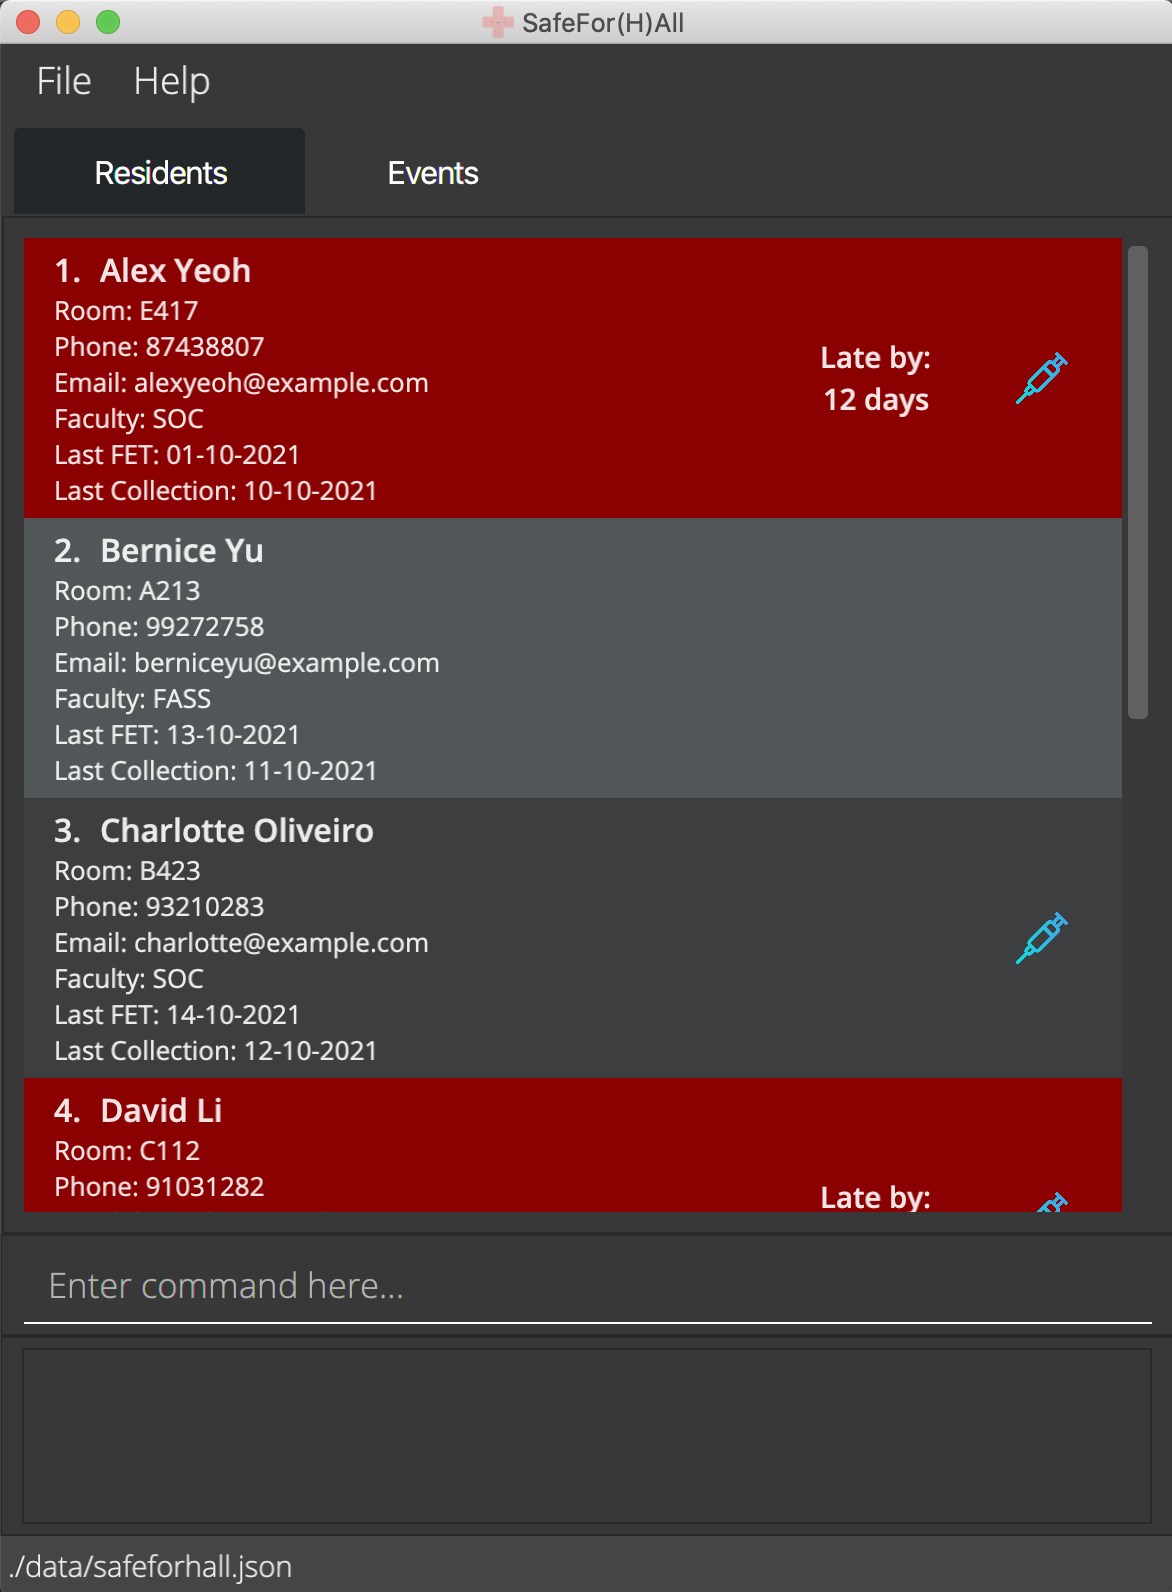 SafeFor(H)All
File Help
Residents Events
1. Alex Yeoh
Room: E417
Phone: 87438807
Email: alexyeoh@example.com
Faculty: SOC
Last FET: 01-10-2021
Last Collection: 10-10-2021
Late by:
12 days
2. Bernice Yu
Room: A213
Phone: 99272758
Email: berniceyu@example.com
Faculty: FASS
Last FET: 13-10-2021
Last Collection: 11-10-2021
3. Charlotte Oliveiro
Room: B423
Phone: 93210283
Email: charlotte@example.com
Faculty: SOC
Last FET: 14-10-2021
Last Collection: 12-10-2021
4. David Li
Room: C112
Phone: 91031282
Late by:
Enter command here...
./data/safeforhall.json